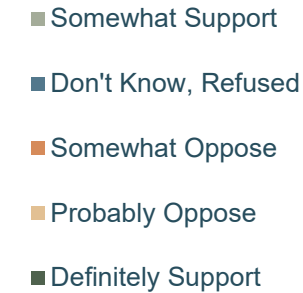 Somewhat Support
Don't Know, Refused
Somewhat Oppose
Probably Oppose
Definitely Support